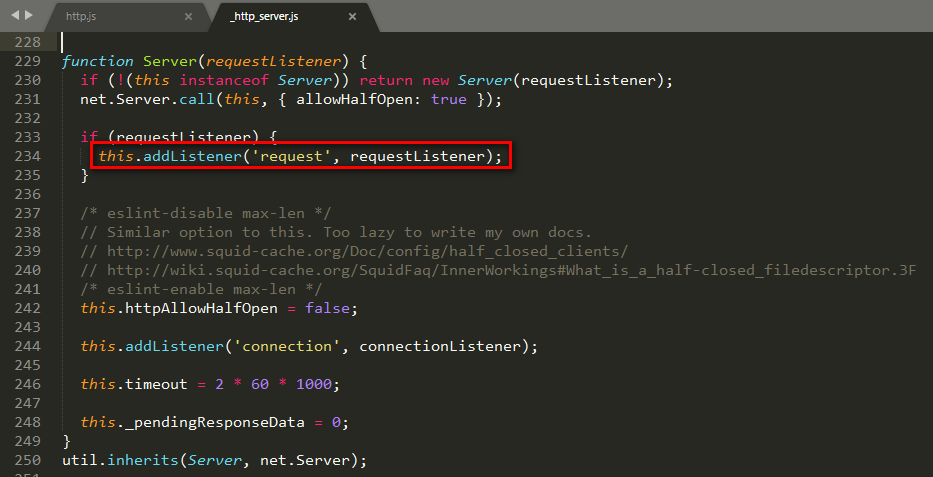 http.js
_http_server.js
228
229 function Server(requestListener) {
230   if (!(this instanceof Server)) return new Server(requestListener);
231   net.Server.call(this, { allowHalfOpen: true });
232
233   if (requestListener) {
234     this.addListener('request', requestListener);
235   }
236
237   /* eslint-disable max-len */
238   // Similar option to this. Too lazy to write my own docs.
239   // http://www.squid-cache.org/Doc/config/half_closed_clients/
240   // http://wiki.squid-cache.org/SquidFaq/InnerWorkings#What_is_a_half-closed_filedescriptor.3F
241   /* eslint-enable max-len */
242   this.httpAllowHalfOpen = false;
243
244   this.addListener('connection', connectionListener);
245
246   this.timeout = 2 * 60 * 1000;
247
248   this._pendingResponseData = 0;
249 }
250 util.inherits(Server, net.Server);
251